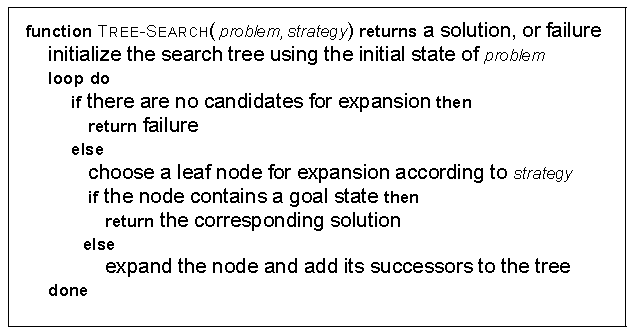 function TREE-SEARCH( problem, strategy) returns a solution, or failure
initialize the search tree using the initial state of problem
loop do
if there are no candidates for expansion then
return failure
else
choose a leaf node for expansion according to strategy
if the node contains a goal state then
return the corresponding solution
else
expand the node and add its successors to the tree
done